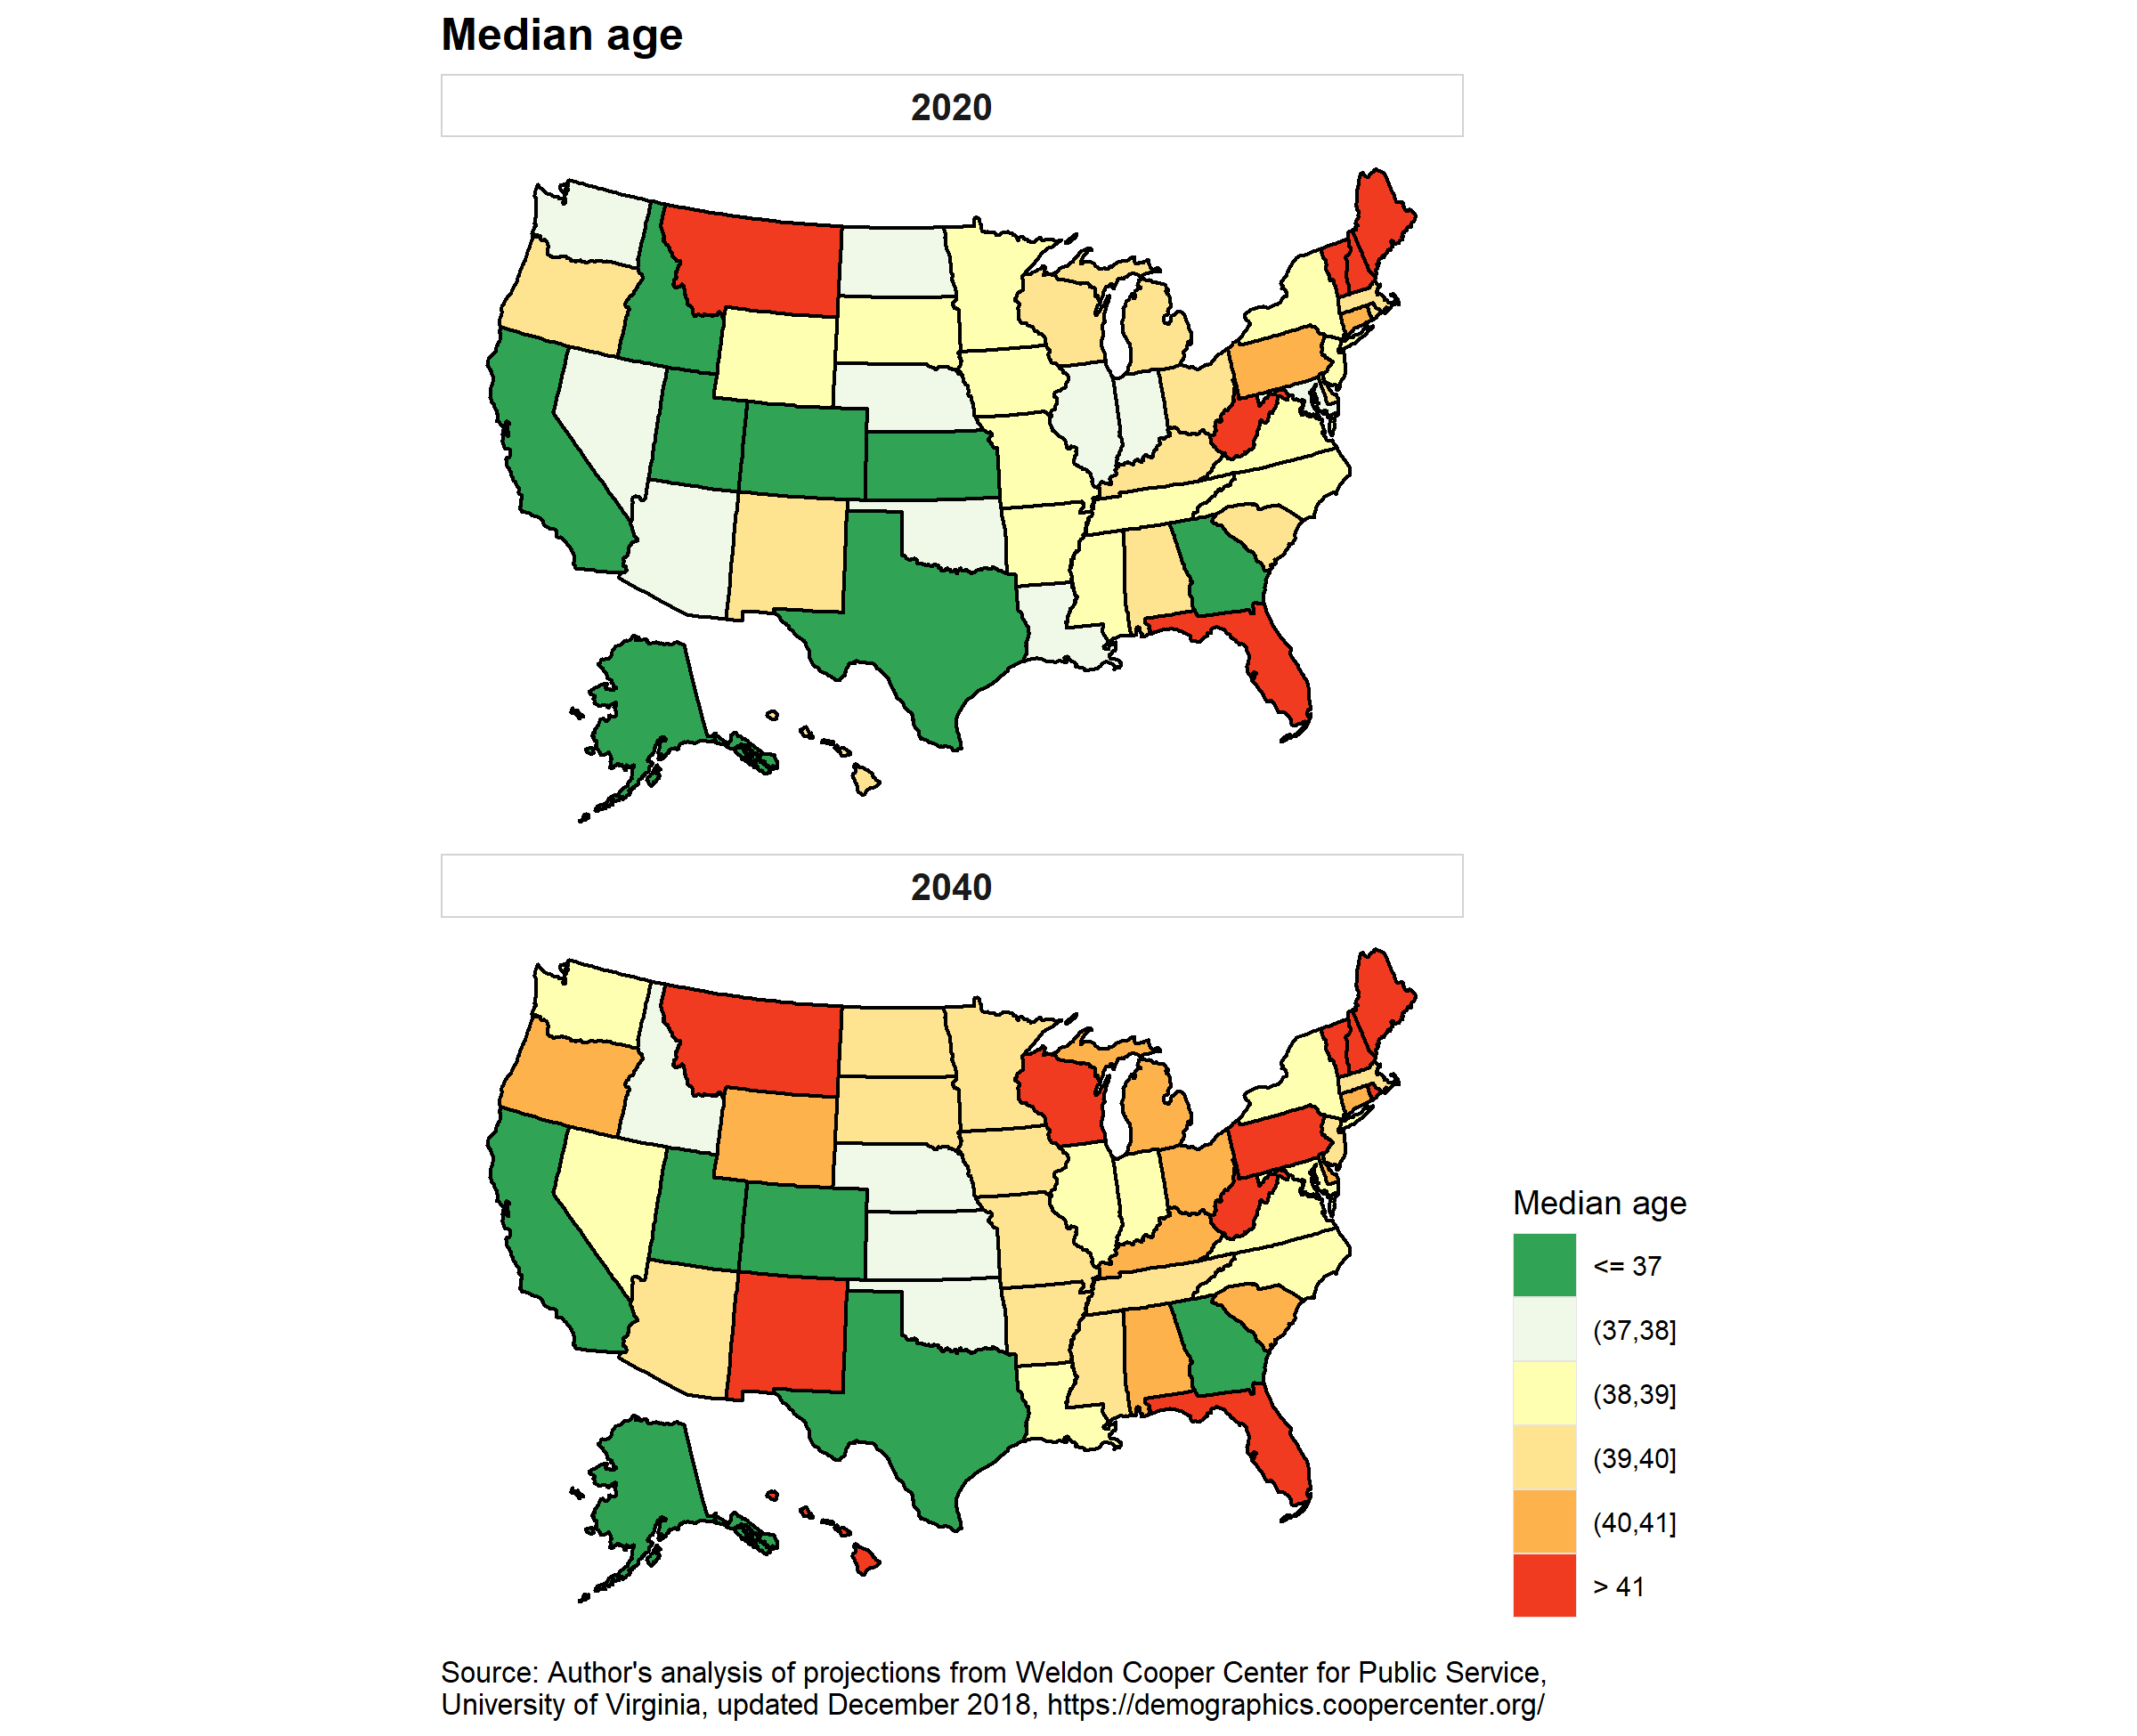 Median age
2020
2040
Median age
<= 37
(37,38]
(38,39]
(39,40]
(40,41]
> 41
Source: Author's analysis of projections from Weldon Cooper Center for Public Service,
University of Virginia, updated December 2018, https://demographics.coopercenter.org/